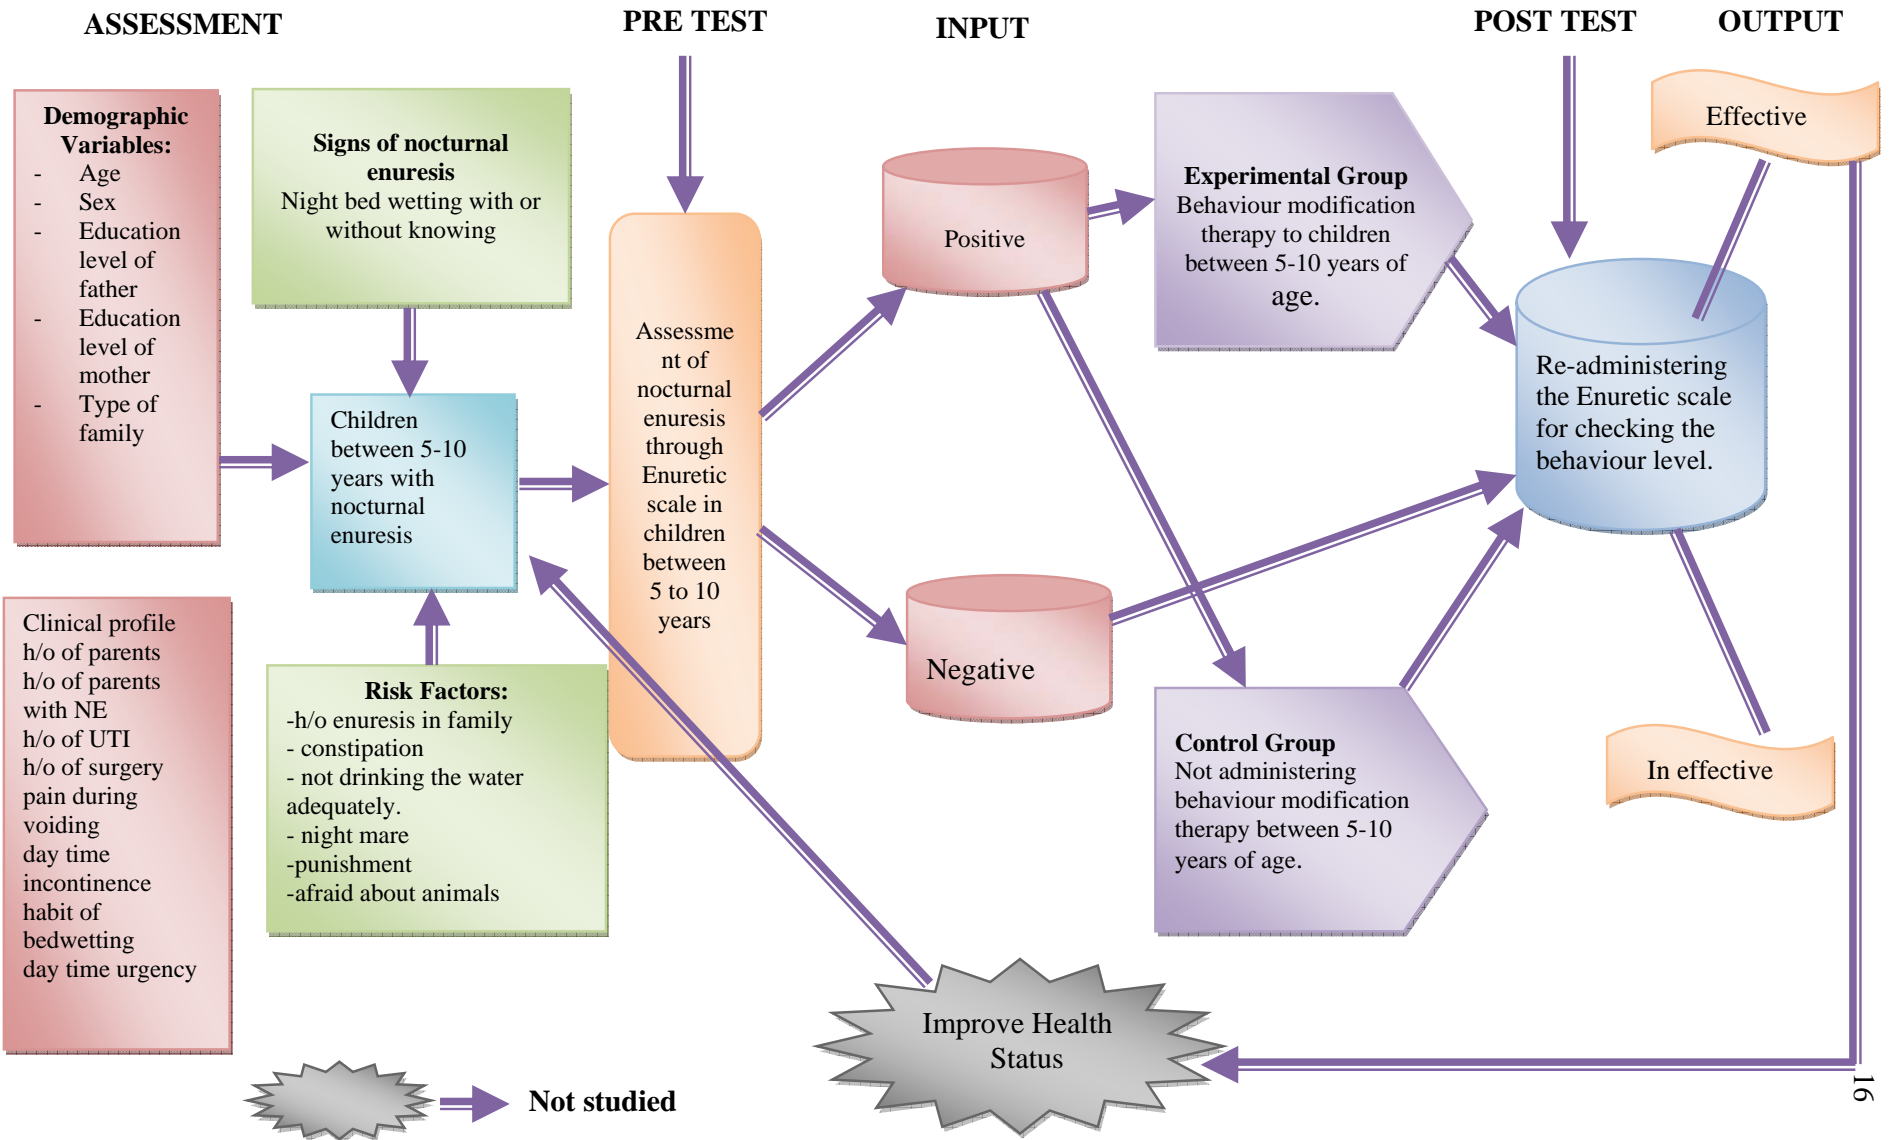 ASSESSMENT
PRE TEST
INPUT
POST TEST
OUTPUT
Demographic
Variables:
- Age
- Sex
- Education
level of
father
- Education
level of
mother
- Type of
family
Signs of nocturnal
enuresis
Night bed wetting with or
without knowing
Children
between 5-10
years with
nocturnal
enuresis
Clinical profile
h/o of parents
h/o of parents
with NE
h/o of UTI
h/o of surgery
pain during
voiding
day time
incontinence
habit of
bedwetting
day time urgency
Risk Factors:
-h/o enuresis in family
- constipation
- not drinking the water
adequately.
- night mare
-punishment
-afraid about animals
Assessme
nt of
nocturnal
enuresis
through
Enuretic
scale in
children
between
5 to 10
years
Positive
Negative
Experimental Group
Behaviour modification
therapy to children
between 5-10 years of
age.
Control Group
Not administering
behaviour modification
therapy between 5-10
years of age.
Re-administering
the Enuretic scale
for checking the
behaviour level.
Effective
In effective
Improve Health
Status
Not studied
16